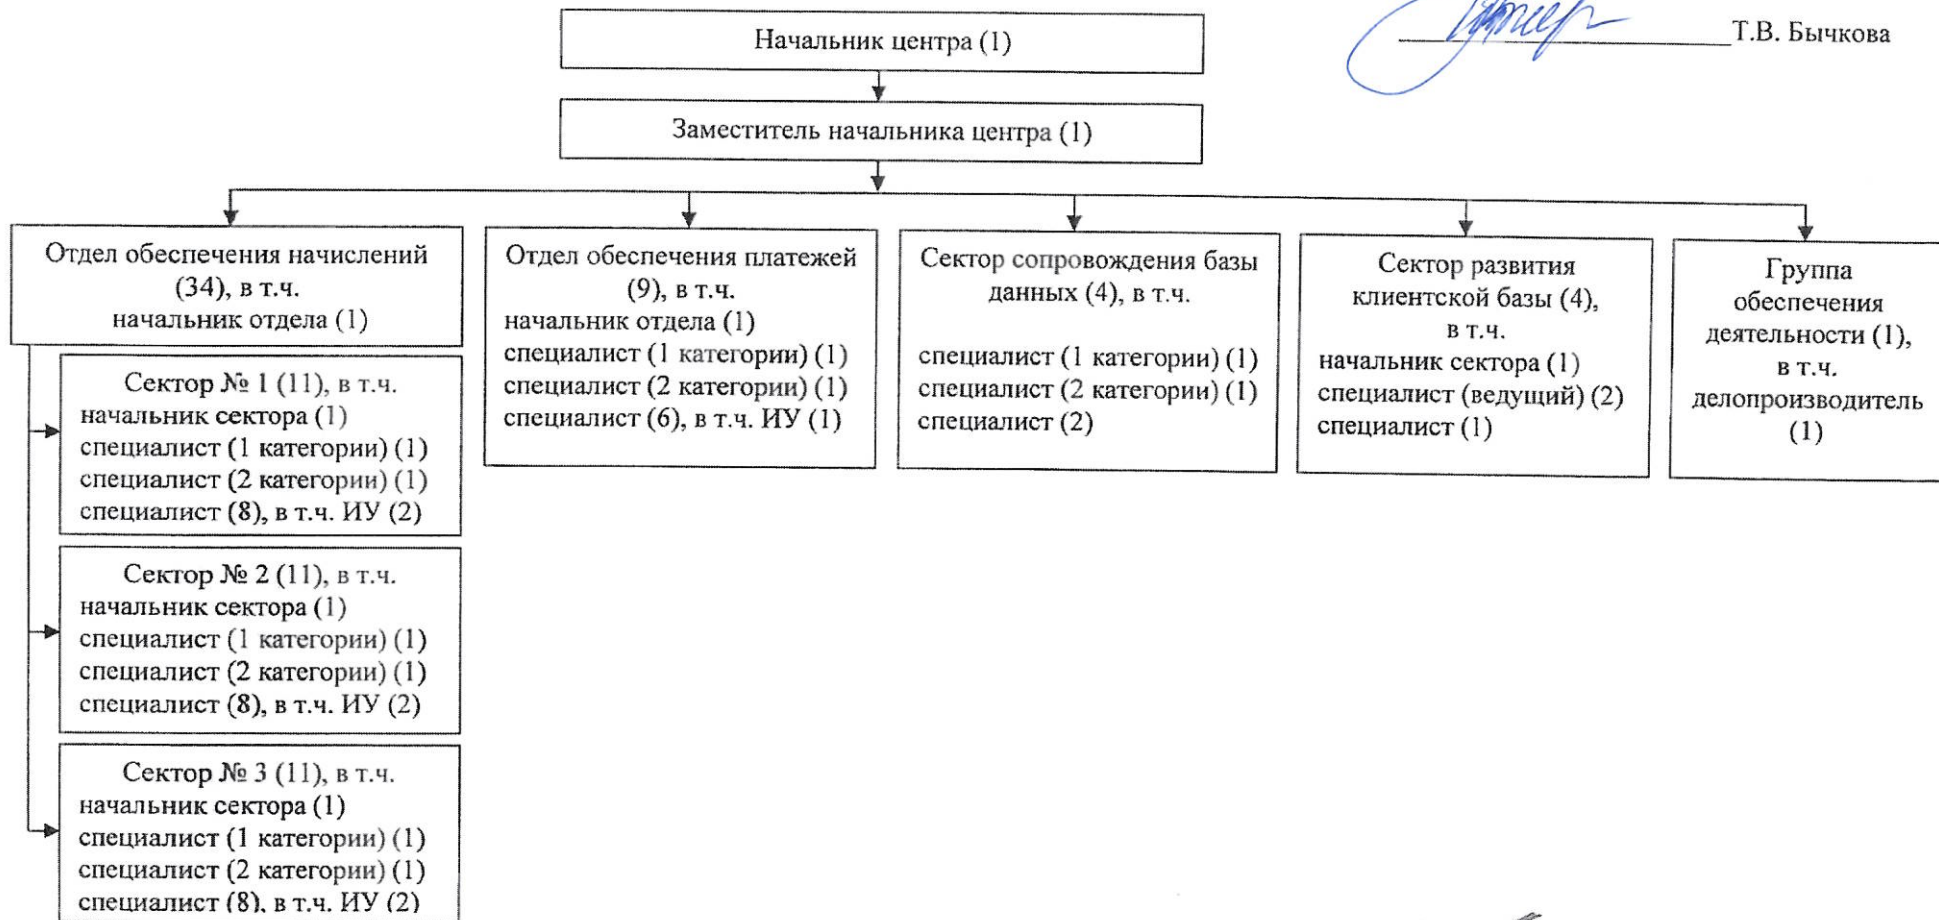 Начальник центра (1)
Т.В. Бычкова
Заместитель начальника центра (1)
Отдел обеспечения начислений
(34), в т.ч.
начальник отдела (1)
Сектор № 1 (11), в т.ч.
начальник сектора (1)
специалист (1 категории) (1)
специалист (2 категории) (1)
специалист (8), в т.ч. ИУ (2)
Сектор № 2 (11), в т.ч.
начальник сектора (1)
специалист (1 категории) (1)
специалист (2 категории) (1)
специалист (8), в т.ч. ИУ (2)
Сектор № 3 (11), в т.ч.
начальник сектора (1)
специалист (1 категории) (1)
специалист (2 категории) (1)
специалист (8), в т.ч. ИУ (2)
Отдел обеспечения платежей
(9), в т.ч.
начальник отдела (1)
специалист (1 категории) (1)
специалист (2 категории) (1)
специалист (6), в т.ч. ИУ (1)
Сектор сопровождения базы
данных (4), в т.ч.
специалист (1 категории) (1)
специалист (2 категории) (1)
специалист (2)
Сектор развития
клиентской базы (4),
в т.ч.
начальник сектора (1)
специалист (ведущий) (2)
специалист (1)
Группа
обеспечения
деятельности (1),
в т.ч.
делопроизводитель
(1)